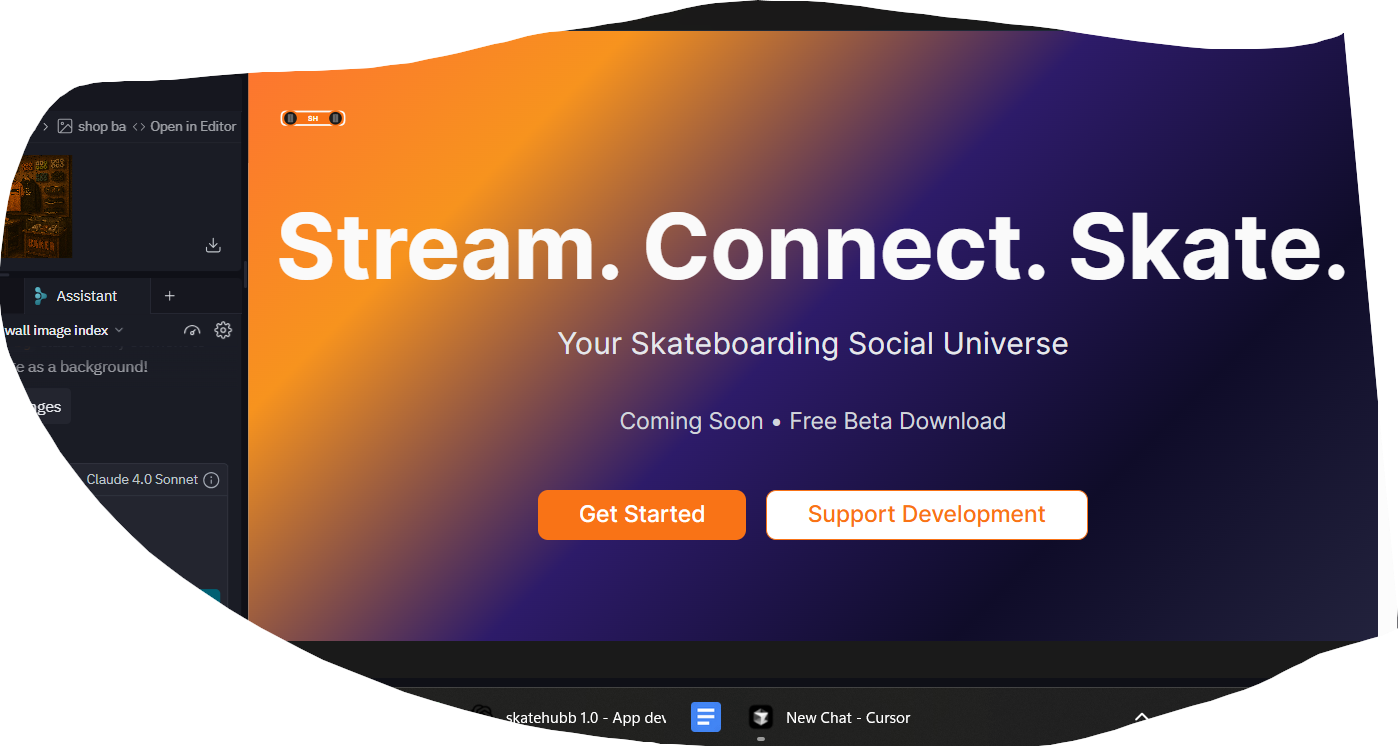 shop ba
Open in Editor
SH
BAKER
Assistant
wall image index
e as a background!
nges
Claude 4.0 Sonnet
Stream. Connect. Skate.
Your Skateboarding Social Universe
Coming Soon • Free Beta Download
Get Started
Support Development
skatehubb 1.0 - App dev
New Chat - Cursor